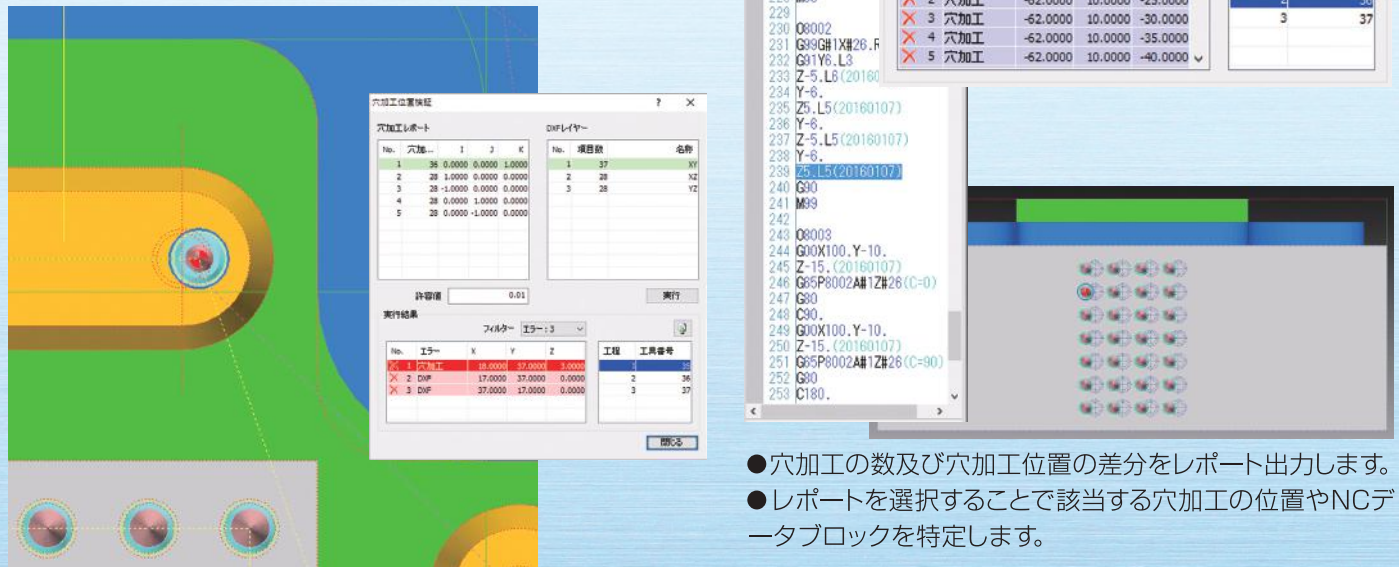 穴加工位置検証 ? ×
穴加工レポート
No. 穴加... I J K
1 36 0.0000 0.0000 1.0000
2 28 1.0000 0.0000 0.0000
3 28 -1.0000 0.0000 0.0000
4 28 0.0000 1.0000 0.0000
5 28 0.0000 -1.0000 0.0000
DXFレイヤー
No. 項目数 名称
1 37 XY
2 28 XZ
3 28 YZ
許容値 0.01 実行
実行結果
フィルター エラー : 3
No. エラー X Y Z
1 穴加工 18.0000 37.0000 3.0000
2 DXF 17.0000 37.0000 0.0000
3 DXF 37.0000 17.0000 0.0000
工程 工具番号
1 35
2 36
3 37
閉じる
229
230 O8002
231 G99G#1X#26.R
232 G91Y6.L3
233 Z-5.L6(20160
234 Y-6.
235 Z5.L5(20160107)
236 Y-6.
237 Z-5.L5(20160107)
238 Y-6.
239 Z5.L5(20160107)
240 G90
241 M99
242
243 O8003
244 G00X100.Y-10.
245 Z-15.(20160107)
246 G65P8002A#1Z#26(C=0)
247 G80
248 C90.
249 G00X100.Y-10.
250 Z-15.(20160107)
251 G65P8002A#1Z#26(C=90)
252 G80
253 C180.
3 穴加工 -62.0000 10.0000 -30.0000
4 穴加工 -62.0000 10.0000 -35.0000
5 穴加工 -62.0000 10.0000 -40.0000
3 37
●穴加工の数及び穴加工位置の差分をレポート出力します。
●レポートを選択することで該当する穴加工の位置やNCデ
ータブロックを特定します。